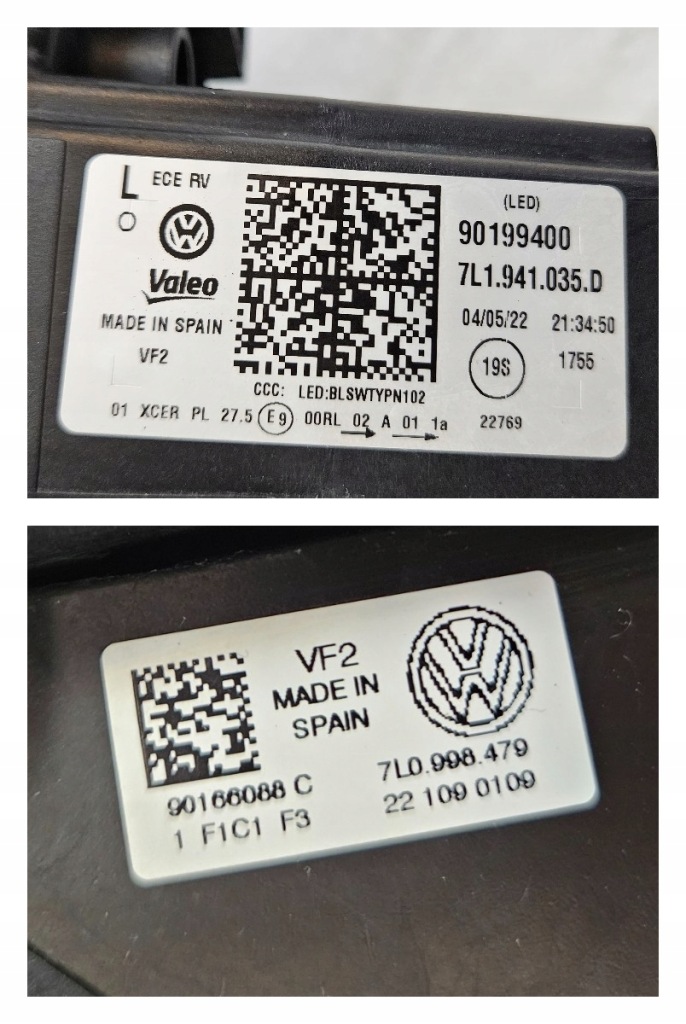 L ECE RV
O
Valeo
MADE IN SPAIN
VF2
(LED)
90199400
7L1.941.035.D
04/05/22 21:34:50
19S 1755
CCC: LED:BLSWTYPN102
01 XCER PL 27.5 E9 00RL 02 A 01 1a 22769
VF2
MADE IN
SPAIN
90166088 C
1 F1C1 F3
7L0.998.479
22 109 0109